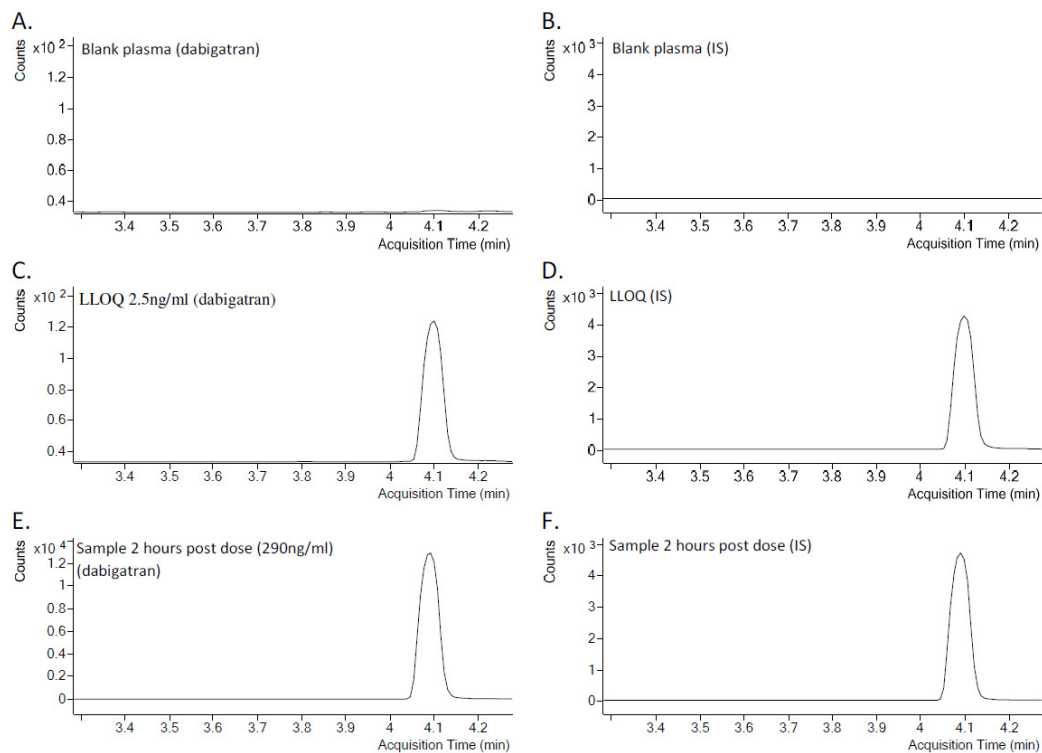 A.
x10 2
Counts
Blank plasma (dabigatran)
1.2
1
0.8
0.6
0.4
3.4 3.5 3.6 3.7 3.8 3.9 4 4.1 4.2
Acquisition Time (min)
B.
x10 3
Counts
Blank plasma (IS)
5
4
3
2
1
0
3.4 3.5 3.6 3.7 3.8 3.9 4 4.1 4.2
Acquisition Time (min)
C.
x10 2
Counts
LLOQ 2.5ng/ml (dabigatran)
1.2
1
0.8
0.6
0.4
3.4 3.5 3.6 3.7 3.8 3.9 4 4.1 4.2
Acquisition Time (min)
D.
x10 3
Counts
LLOQ (IS)
5
4
3
2
1
0
3.4 3.5 3.6 3.7 3.8 3.9 4 4.1 4.2
Acquisition Time (min)
E.
x10 4
Counts
Sample 2 hours post dose (290ng/ml)
(dabigatran)
1.2
1
0.8
0.6
0.4
0.2
0
3.4 3.5 3.6 3.7 3.8 3.9 4 4.1 4.2
Acquisition Time (min)
F.
x10 3
Counts
Sample 2 hours post dose (IS)
5
4
3
2
1
0
3.4 3.5 3.6 3.7 3.8 3.9 4 4.1 4.2
Acquisition Time (min)